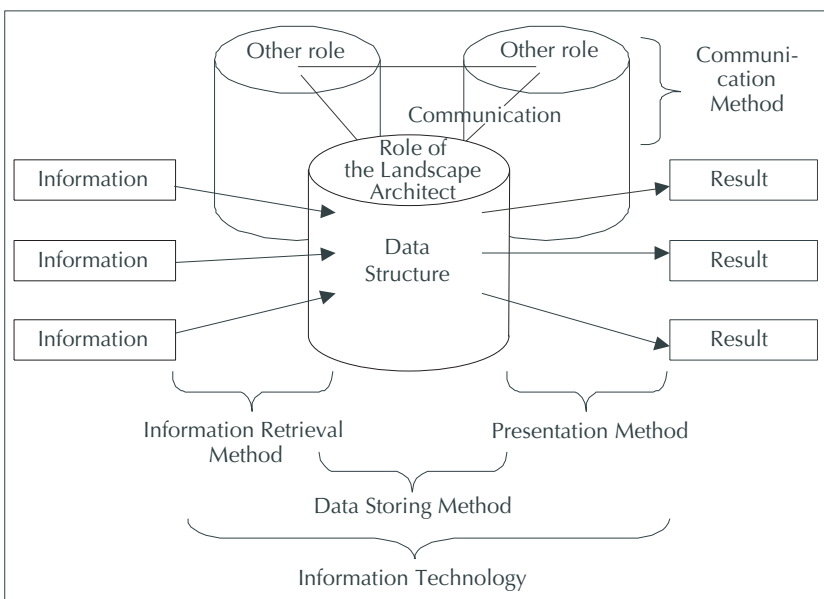 Other role
Other role
Communi-
cation
Method
Communication
Role of
the Landscape
Architect
Information
Result
Data
Structure
Information
Result
Information
Result
Information Retrieval
Method
Presentation Method
Data Storing Method
Information Technology